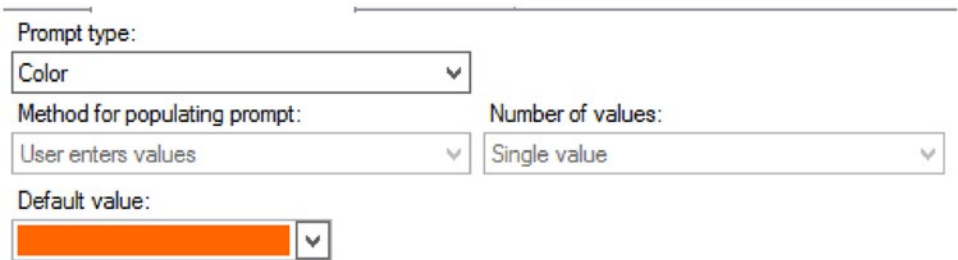 Prompt type:
Color
Method for populating prompt: Number of values:
User enters values Single value
Default value: